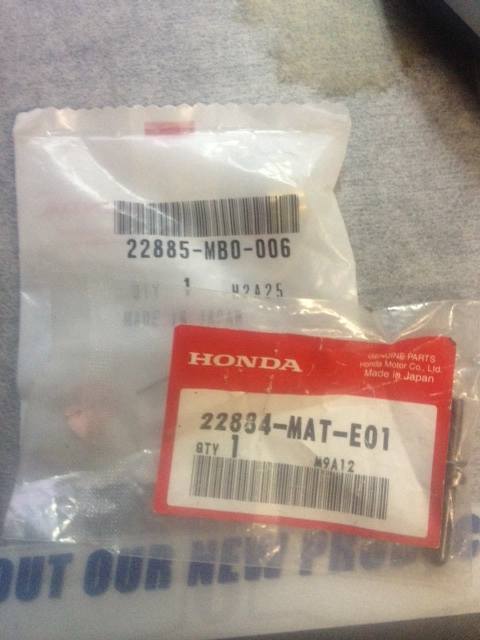 22885-MB0-006
QTY 1 H2A25
MADE IN JAPAN
HONDA
GENUINE PARTS
Honda Motor Co., Ltd.
Made in Japan
22884-MAT-E01
QTY 1 M9A12
OUT OUR NEW PRODUC